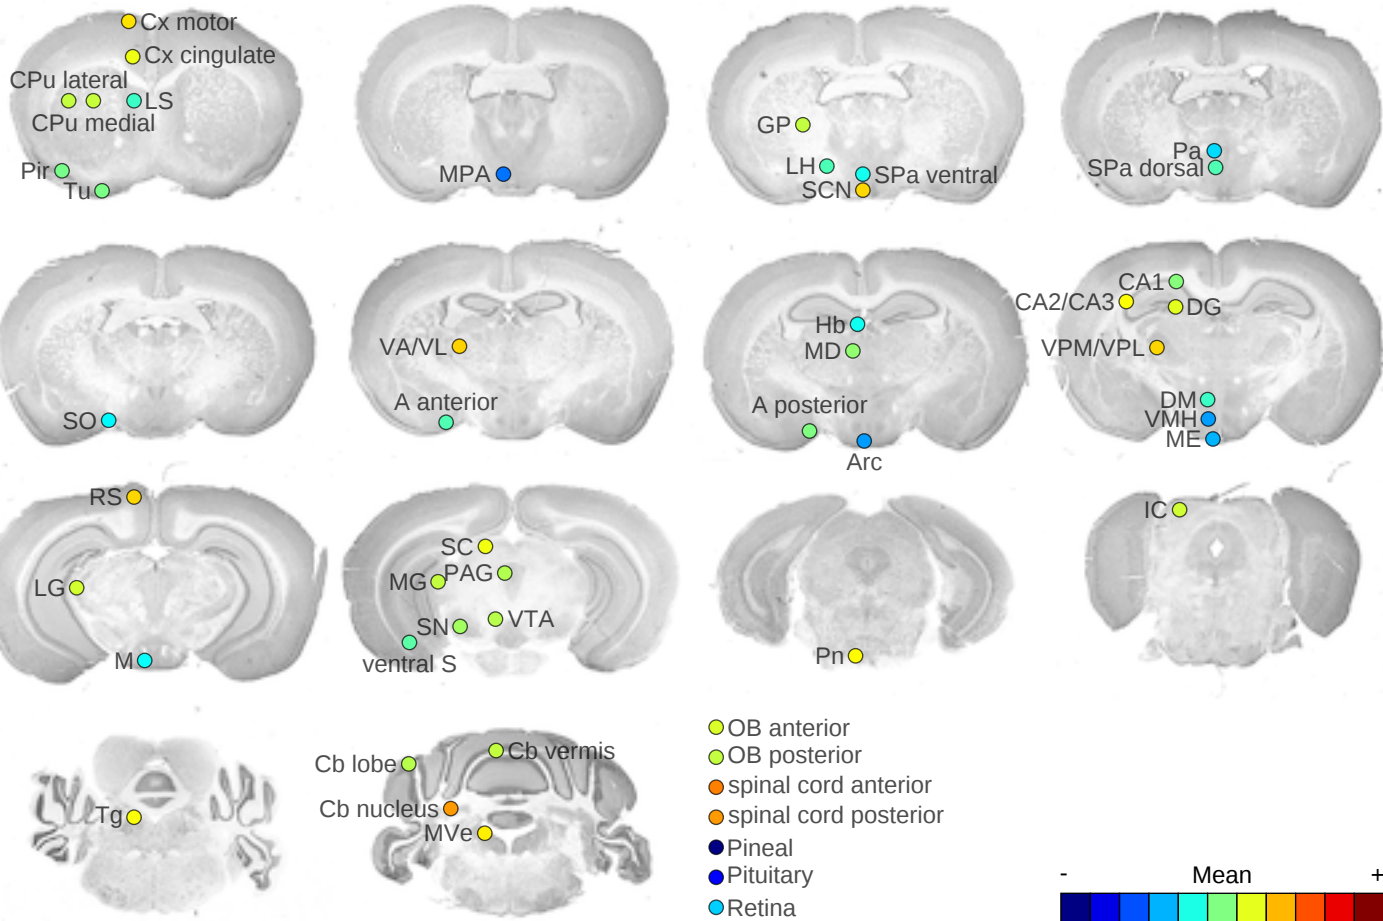 Cx motor
Cx cingulate
CPu lateral
LS
CPu medial
Pir
Tu
MPA
GP
LH
SPa ventral
SCN
Pa
SPa dorsal
SO
VA/VL
A anterior
Hb
MD
A posterior
Arc
CA1
CA2/CA3
DG
VPM/VPL
DM
VMH
ME
RS
LG
M
SC
MG
PAG
SN
VTA
ventral S
Pn
IC
Tg
Cb lobe
Cb vermis
Cb nucleus
MVe
OB anterior
OB posterior
spinal cord anterior
spinal cord posterior
Pineal
Pituitary
Retina
- Mean +